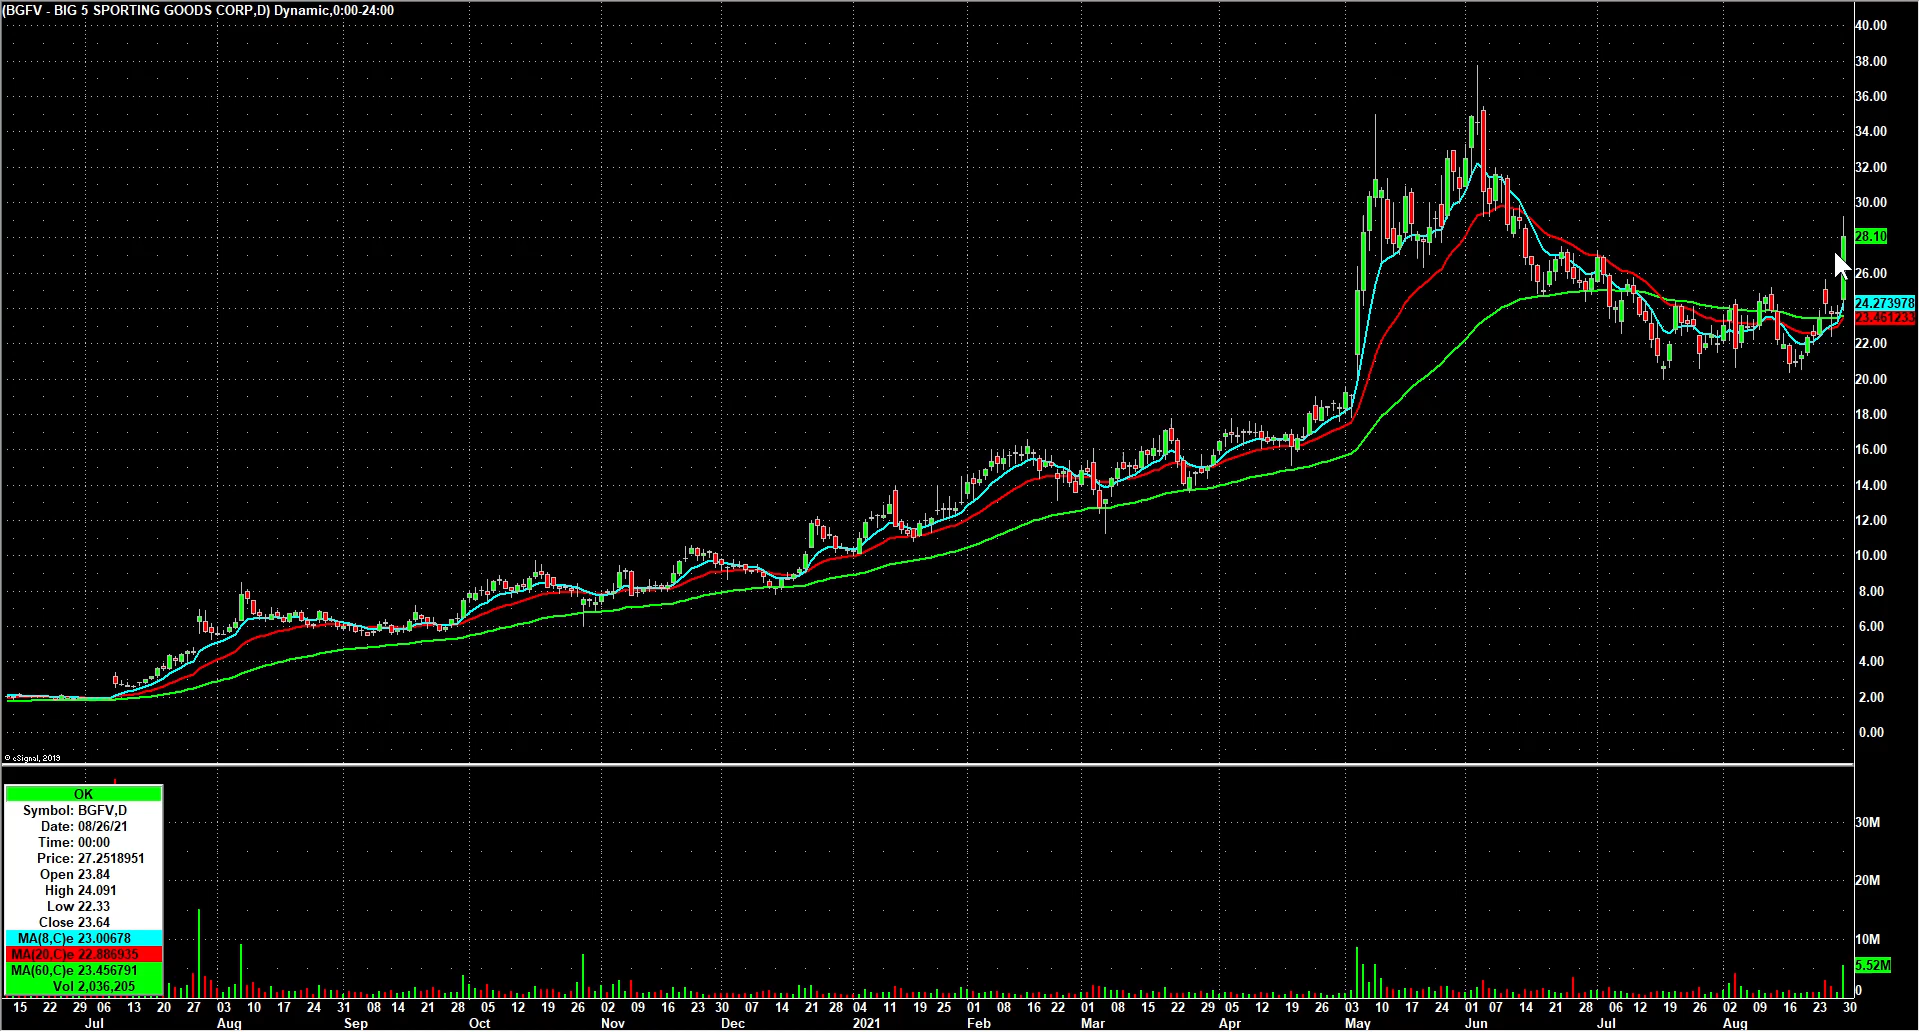 (BGFV - BIG 5 SPORTING GOODS CORP,D) Dynamic,0:00-24:00
40.00
38.00
36.00
34.00
32.00
30.00
28.10
26.00
24.273978
23.461233
22.00
20.00
18.00
16.00
14.00
12.00
10.00
8.00
6.00
4.00
2.00
0.00
© eSignal, 2019
OK
Symbol: BGFV,D
Date: 08/26/21
Time: 00:00
Price: 27.2518951
Open 23.84
High 24.091
Low 22.33
Close 23.64
MA(8,C)e 23.00678
MA(20,C)e 22.886935
MA(60,C)e 23.456791
Vol 2,036,205
30M
20M
10M
5.52M
0
15 22 29 06 13 20 27 03 10 17 24 31 08 14 21 28 05 12 19 26 02 09 16 23 30 07 14 21 28 04 11 19 25 01 08 16 22 01 08 15 22 29 05 12 19 26 03 10 17 24 01 07 14 21 28 06 12 19 26 02 09 16 23 30
Jul Aug Sep Oct Nov Dec 2021 Feb Mar Apr May Jun Jul Aug